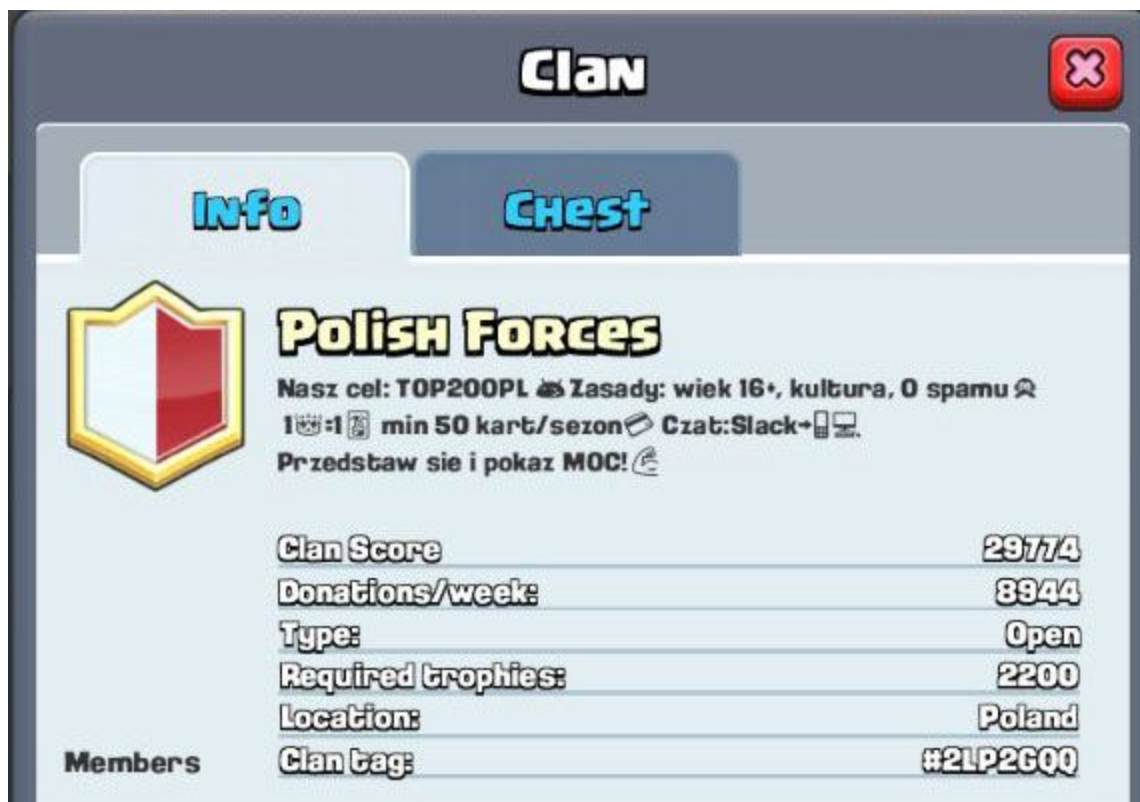 Clan
Info
Chest
Polish Forces
Nasz cel: TOP200PL Zasady: wiek 16+, kultura, 0 spamu
1👑:1🃏 min 50 kart/sezon💳 Czat:Slack➝📱💻
Przedstaw sie i pokaz MOC!💪
Clan Score 29774
Donations/week: 8944
Type: Open
Required trophies: 2200
Location: Poland
Members
Clan tag: #2LP2GQQ